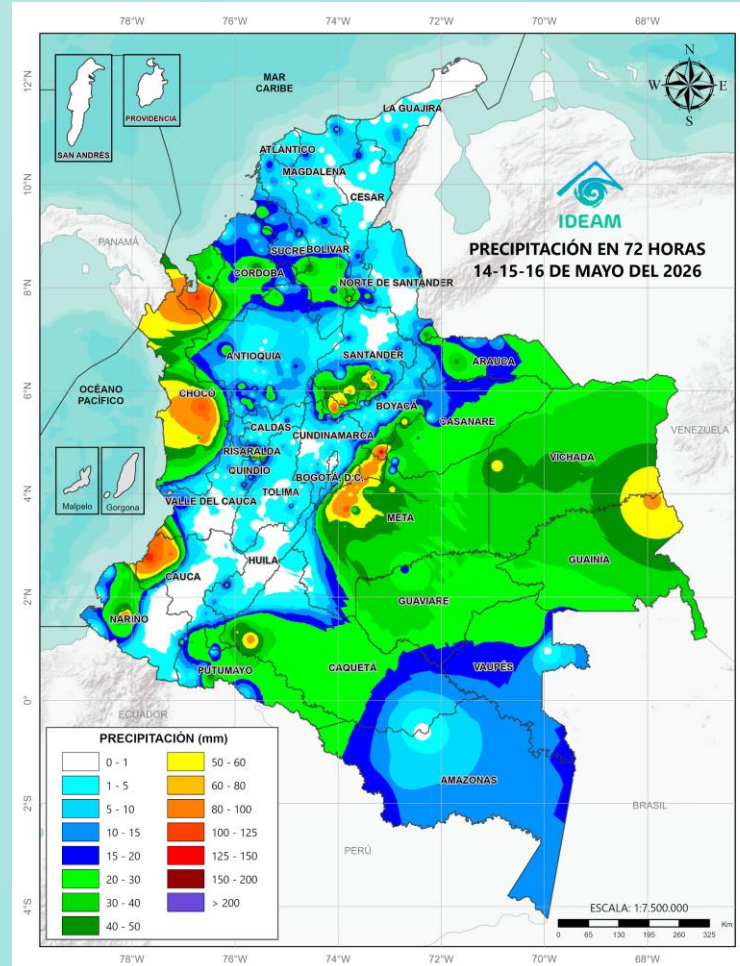 78°W 76°W 74°W 72°W 70°W 68°W
12°N
10°N
8°N
6°N
4°N
2°N
0°
2°S
4°S
N
W E
S
MAR
CARIBE
SAN ANDRÉS
PROVIDENCIA
IDEAM
PRECIPITACIÓN EN 72 HORAS
14-15-16 DE MAYO DEL 2026
LA GUAJIRA
ATLÁNTICO
MAGDALENA
CESAR
PANAMÁ
SUCRE
BOLÍVAR
CÓRDOBA
NORTE DE SANTANDER
ANTIOQUIA
SANTANDER
ARAUCA
OCÉANO
PACÍFICO
CHOCÓ
BOYACÁ
CALDAS
CASANARE
CUNDINAMARCA
VENEZUELA
RISARALDA
VICHADA
QUINDÍO
BOGOTÁ, D.C.
Malpelo
Gorgona
VALLE DEL CAUCA
TOLIMA
META
GUAINÍA
HUILA
CAUCA
GUAVIARE
NARIÑO
CAQUETÁ
VAUPÉS
PUTUMAYO
ECUADOR
AMAZONAS
BRASIL
PERÚ
PRECIPITACIÓN (mm)
0 - 1
1 - 5
5 - 10
10 - 15
15 - 20
20 - 30
30 - 40
40 - 50
50 - 60
60 - 80
80 - 100
100 - 125
125 - 150
150 - 200
> 200
ESCALA: 1:7.500.000
Km
0 65 130 195 260 325
78°W 76°W 74°W 72°W 70°W 68°W